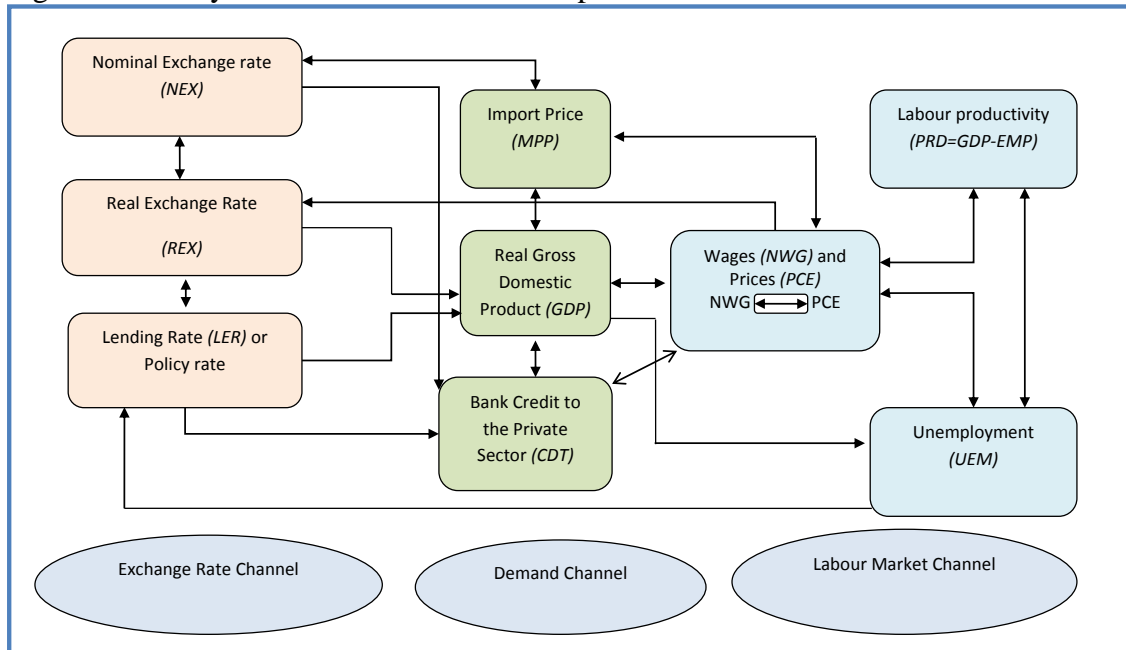 Nominal Exchange rate
(NEX)
Import Price
(MPP)
Labour productivity
(PRD=GDP-EMP)
Real Exchange Rate
(REX)
Real Gross
Domestic
Product (GDP)
Wages (NWG) and
Prices (PCE)
NWG PCE
Lending Rate (LER) or
Policy rate
Bank Credit to
the Private
Sector (CDT)
Unemployment
(UEM)
Exchange Rate Channel
Demand Channel
Labour Market Channel